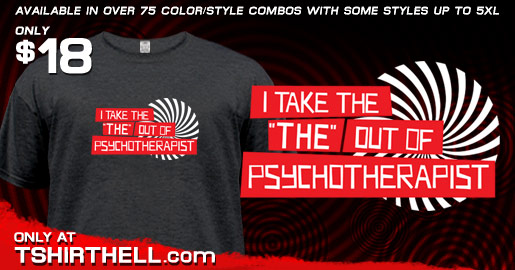 AVAILABLE IN OVER 75 COLOR/STYLE COMBOS WITH SOME STYLES UP TO 5XL
ONLY
$18
I TAKE THE
"THE" OUT OF
PSYCHOTHERAPIST
I TAKE THE
"THE" OUT OF
PSYCHOTHERAPIST
ONLY AT
TSHIRTHELL.com